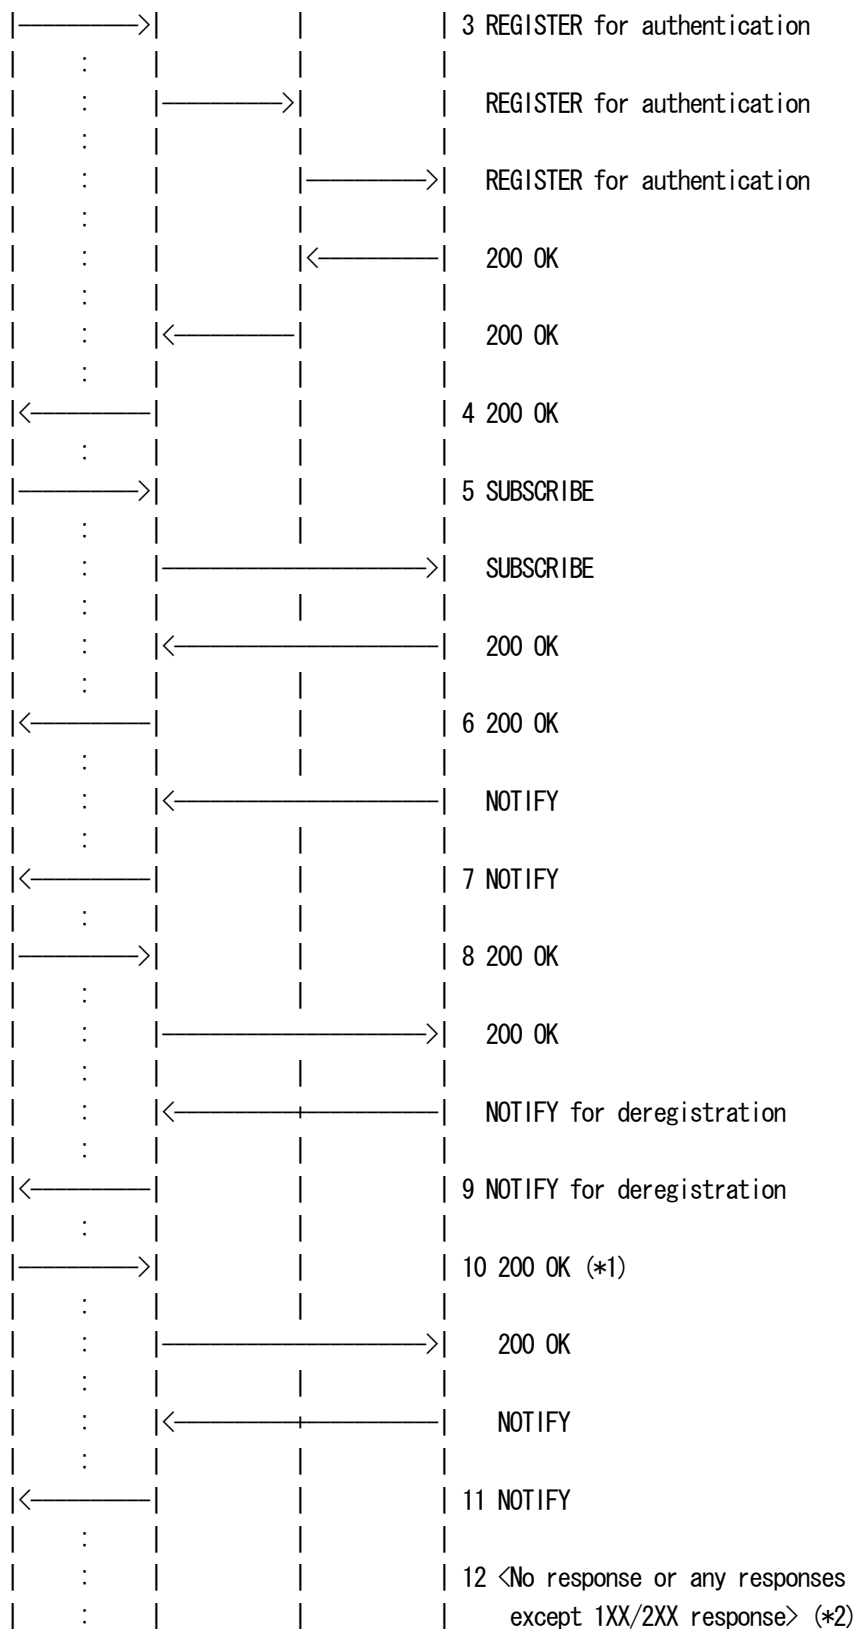 |---------->|           |           | 3 REGISTER for authentication
|     :     |           |           |
|     :     |---------->|           |   REGISTER for authentication
|     :     |           |           |
|     :     |           |---------->|   REGISTER for authentication
|     :     |           |           |
|     :     |           |<----------|   200 OK
|     :     |           |           |
|     :     |<----------|           |   200 OK
|     :     |           |           |
|<----------|           |           | 4 200 OK
|     :     |           |           |
|---------->|           |           | 5 SUBSCRIBE
|     :     |           |           |
|     :     |---------------------->|   SUBSCRIBE
|     :     |           |           |
|     :     |<----------------------|   200 OK
|     :     |           |           |
|<----------|           |           | 6 200 OK
|     :     |           |           |
|     :     |<----------------------|   NOTIFY
|     :     |           |           |
|<----------|           |           | 7 NOTIFY
|     :     |           |           |
|---------->|           |           | 8 200 OK
|     :     |           |           |
|     :     |---------------------->|   200 OK
|     :     |           |           |
|     :     |<----------+-----------|   NOTIFY for deregistration
|     :     |           |           |
|<----------|           |           | 9 NOTIFY for deregistration
|     :     |           |           |
|---------->|           |           | 10 200 OK (*1)
|     :     |           |           |
|     :     |---------------------->|    200 OK
|     :     |           |           |
|     :     |<----------+-----------|    NOTIFY
|     :     |           |           |
|<----------|           |           | 11 NOTIFY
|     :     |           |           |
|     :     |           |           | 12 <No response or any responses
|     :     |           |           |     except 1XX/2XX response> (*2)